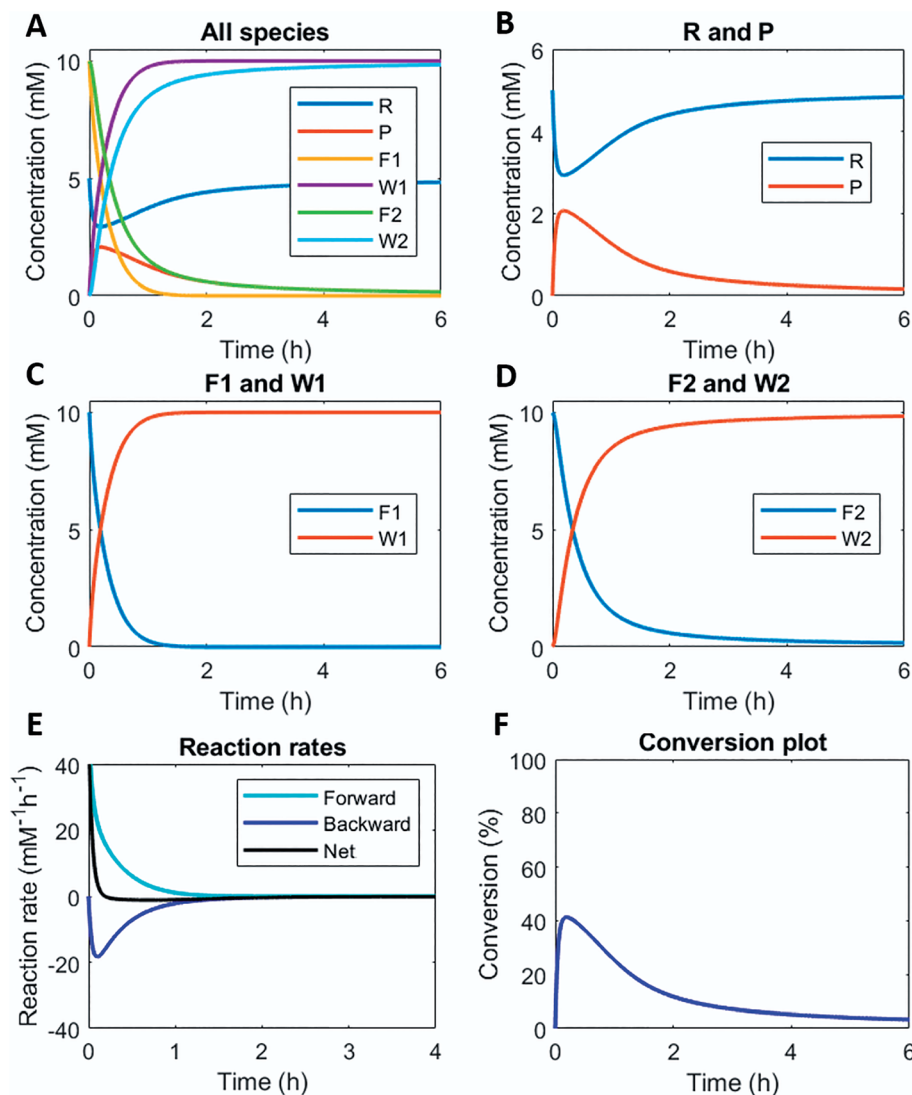 A
All species
Concentration (mM)
10
5
0
R
P
F1
W1
F2
W2
0 2 4 6
Time (h)
B
R and P
Concentration (mM)
6
4
2
0
R
P
0 2 4 6
Time (h)
C
F1 and W1
Concentration (mM)
10
5
0
F1
W1
0 2 4 6
Time (h)
D
F2 and W2
Concentration (mM)
10
5
0
F2
W2
0 2 4 6
Time (h)
E
Reaction rates
Reaction rate (mM⁻¹h⁻¹)
40
20
0
-20
-40
Forward
Backward
Net
0 1 2 3 4
Time (h)
F
Conversion plot
Conversion (%)
100
80
60
40
20
0
0 2 4 6
Time (h)